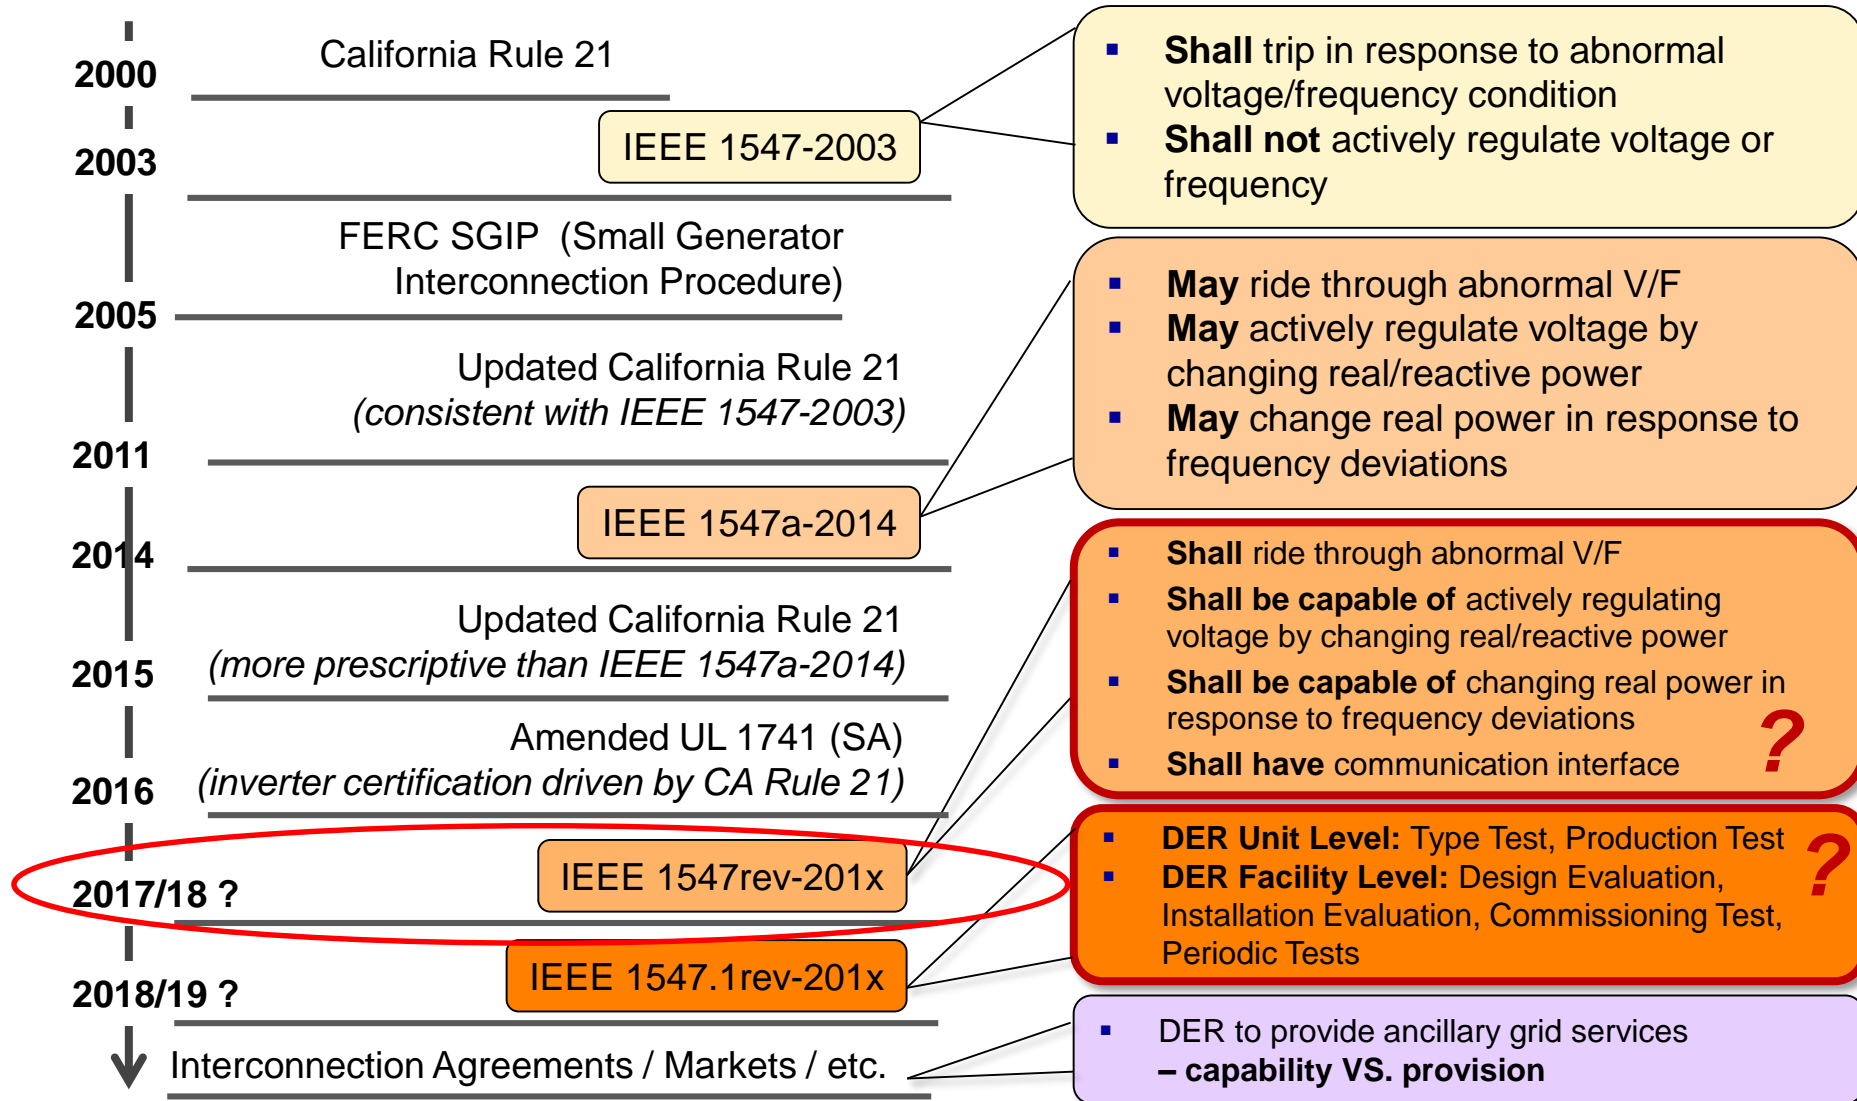 2000
California Rule 21
2003
IEEE 1547-2003
▪ Shall trip in response to abnormal
voltage/frequency condition
▪ Shall not actively regulate voltage or
frequency
FERC SGIP  (Small Generator
Interconnection Procedure)
2005
Updated California Rule 21
(consistent with IEEE 1547-2003)
2011
IEEE 1547a-2014
2014
▪ May ride through abnormal V/F
▪ May actively regulate voltage by
changing real/reactive power
▪ May change real power in response to
frequency deviations
Updated California Rule 21
(more prescriptive than IEEE 1547a-2014)
2015
Amended UL 1741 (SA)
(inverter certification driven by CA Rule 21)
2016
▪ Shall ride through abnormal V/F
▪ Shall be capable of actively regulating
voltage by changing real/reactive power
▪ Shall be capable of changing real power in
response to frequency deviations
▪ Shall have communication interface
?
IEEE 1547rev-201x
2017/18 ?
▪ DER Unit Level: Type Test, Production Test
▪ DER Facility Level: Design Evaluation,
Installation Evaluation, Commissioning Test,
Periodic Tests
?
IEEE 1547.1rev-201x
2018/19 ?
Interconnection Agreements / Markets / etc.
▪ DER to provide ancillary grid services
– capability VS. provision